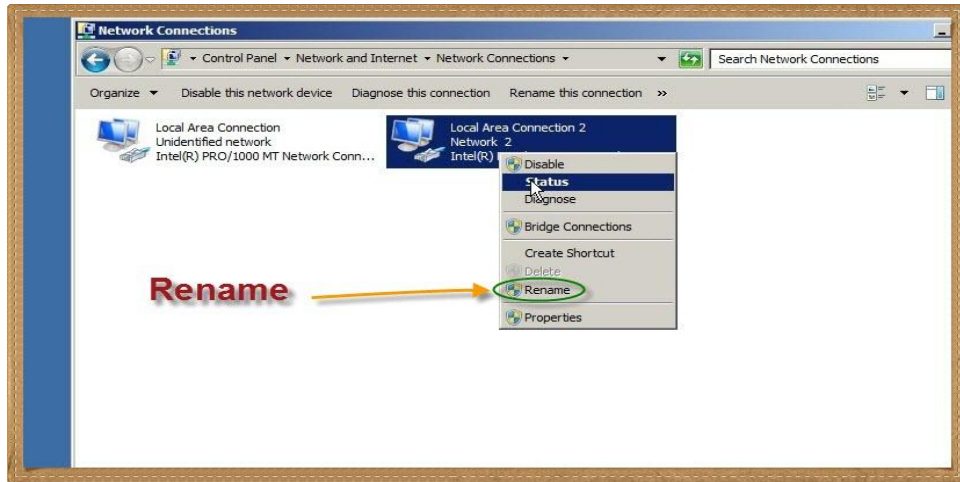 Network Connections
Control Panel Network and Internet Network Connections
Search Network Connections
Organize Disable this network device Diagnose this connection Rename this connection »
Local Area Connection
Unidentified network
Intel(R) PRO/1000 MT Network Conn...
Local Area Connection 2
Network 2
Intel(R)
Disable
Status
Diagnose
Bridge Connections
Create Shortcut
Delete
Rename
Properties
Rename